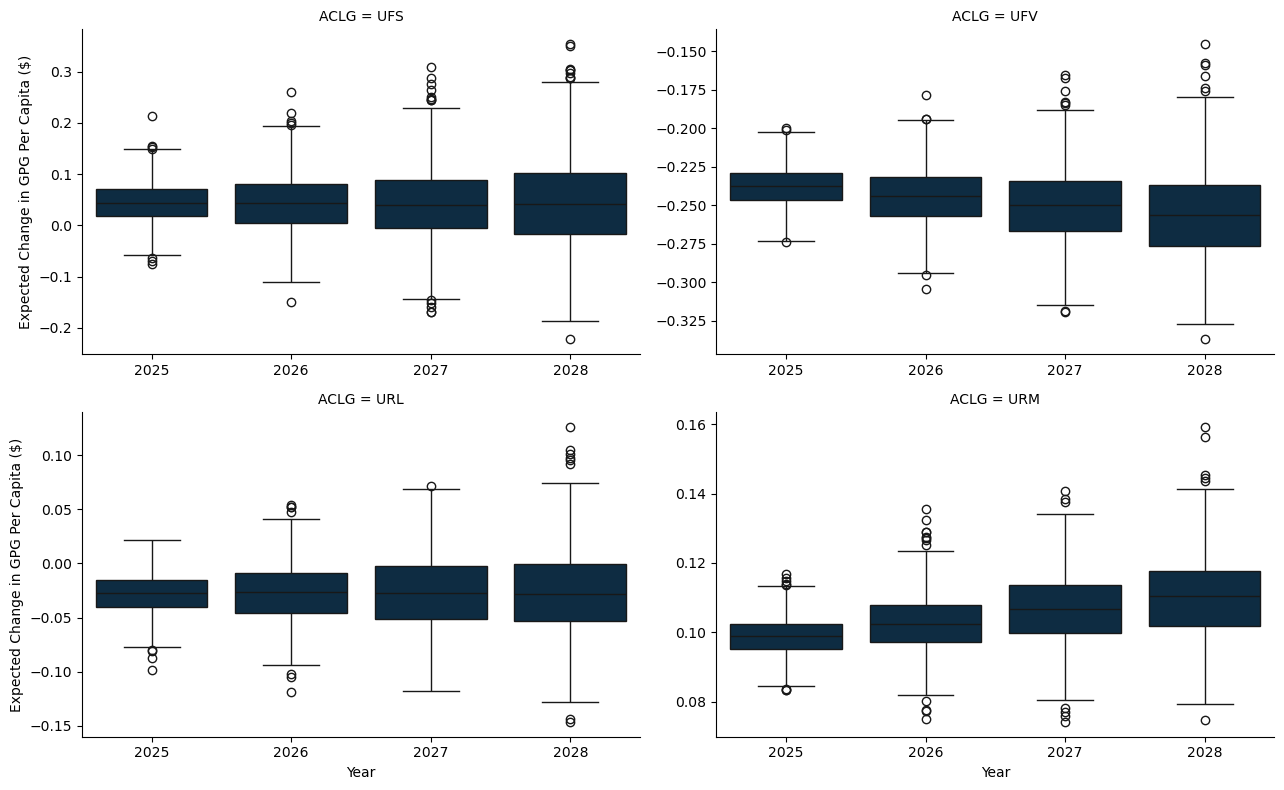 ACLG = UFS
Expected Change in GPG Per Capita ($)
0.3
0.2
0.1
0.0
−0.1
−0.2
2025 2026 2027 2028
ACLG = UFV
−0.150
−0.175
−0.200
−0.225
−0.250
−0.275
−0.300
−0.325
2025 2026 2027 2028
ACLG = URL
Expected Change in GPG Per Capita ($)
0.10
0.05
0.00
−0.05
−0.10
−0.15
2025 2026 2027 2028
Year
ACLG = URM
0.16
0.14
0.12
0.10
0.08
2025 2026 2027 2028
Year